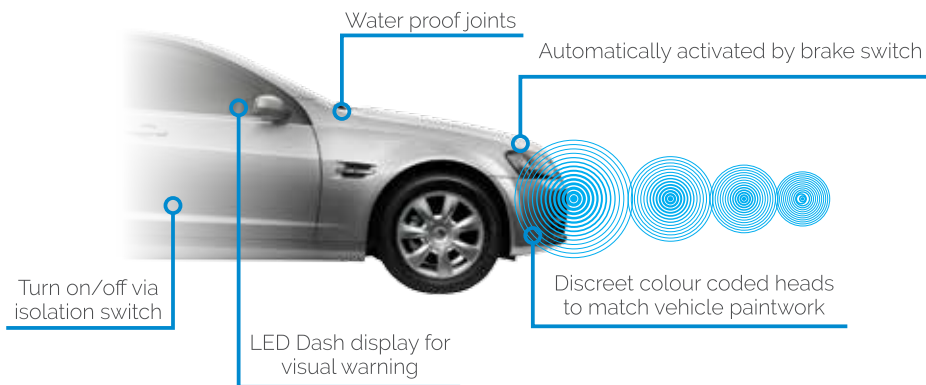 Water proof joints
Automatically activated by brake switch
Turn on/off via
isolation switch
LED Dash display for
visual warning
Discreet colour coded heads
to match vehicle paintwork